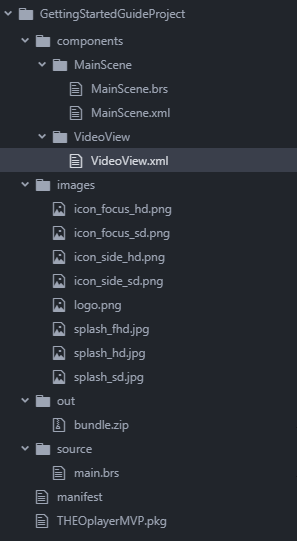 GettingStartedGuideProject
components
MainScene
MainScene.brs
MainScene.xml
VideoView
VideoView.xml
images
icon_focus_hd.png
icon_focus_sd.png
icon_side_hd.png
icon_side_sd.png
logo.png
splash_fhd.jpg
splash_hd.jpg
splash_sd.jpg
out
bundle.zip
source
main.brs
manifest
THEOplayerMVP.pkg